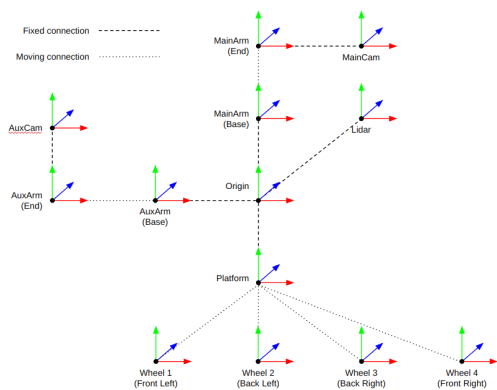 Fixed connection
Moving connection
MainArm
(End)
MainCam
MainArm
(Base)
Lidar
AuxCam
Origin
AuxArm
(End)
AuxArm
(Base)
Platform
Wheel 1
(Front Left)
Wheel 2
(Back Left)
Wheel 3
(Back Right)
Wheel 4
(Front Right)